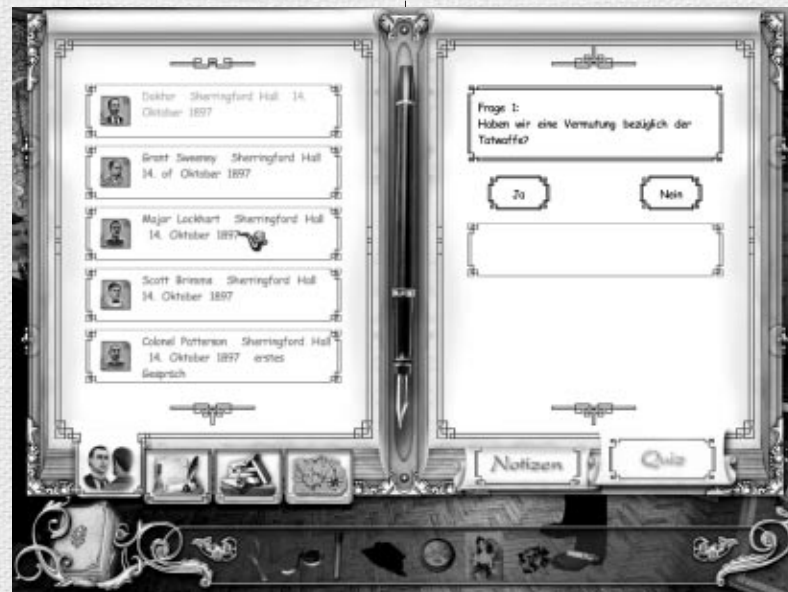 Doktor Sherringford Hall 14.
Oktober 1897
Grant Sweeney Sherringford Hall
14. of Oktober 1897
Major Lockhart Sherringford Hall
14. Oktober 1897
Scott Brimms Sherringford Hall
14. Oktober 1897
Colonel Patterson Sherringford Hall
14. Oktober 1897 erstes
Gespräch
Frage 1:
Haben wir eine Vermutung bezüglich der
Tatwaffe?
Ja
Nein
Notizen
Quiz